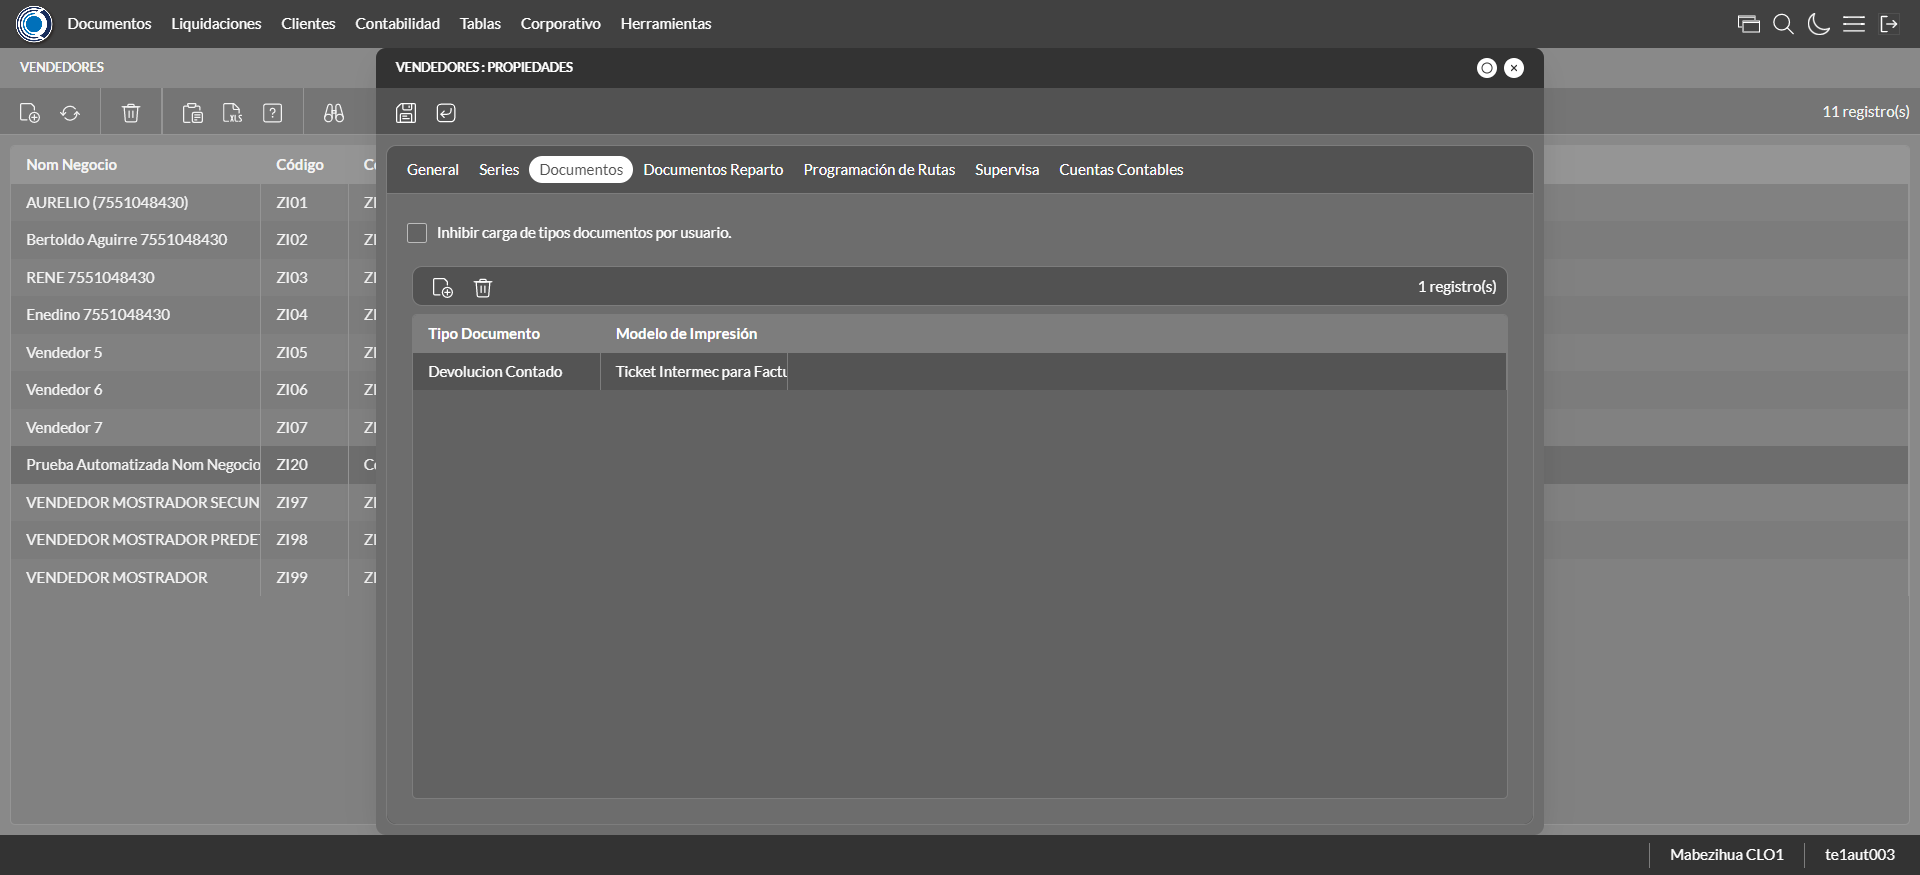 Documentos Liquidaciones Clientes Contabilidad Tablas Corporativo Herramientas
VENDEDORES
VENDEDORES : PROPIEDADES
XLS
?
11 registro(s)
Nom Negocio Código
AURELIO (7551048430) ZI01 ZI
Bertoldo Aguirre 7551048430 ZI02 ZI
RENE 7551048430 ZI03 ZI
Enedino 7551048430 ZI04 ZI
Vendedor 5 ZI05 ZI
Vendedor 6 ZI06 ZI
Vendedor 7 ZI07 ZI
Prueba Automatizada Nom Negocio ZI20
VENDEDOR MOSTRADOR SECUN ZI97 ZI
VENDEDOR MOSTRADOR PREDE ZI98 ZI
VENDEDOR MOSTRADOR ZI99 ZI
General Series Documentos Documentos Reparto Programación de Rutas Supervisa Cuentas Contables
Inhibir carga de tipos documentos por usuario.
1 registro(s)
Tipo Documento Modelo de Impresión
Devolucion Contado Ticket Intermec para Factu
Mabezihua CLO1 te1aut003